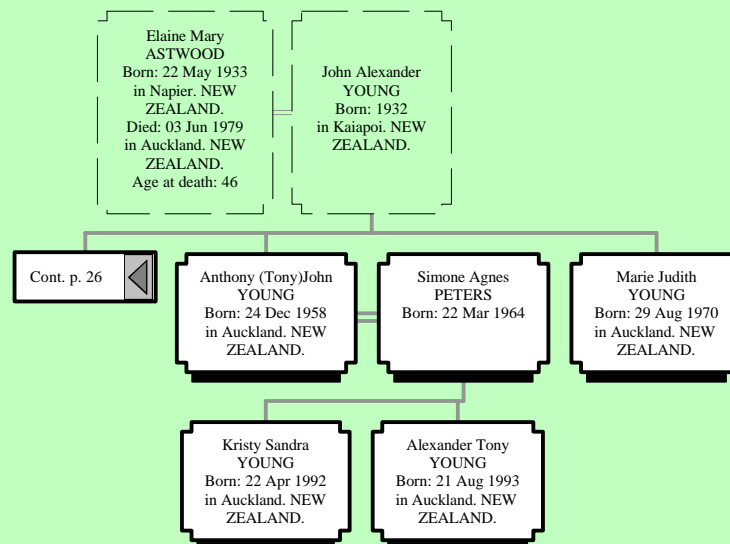 Elaine Mary
ASTWOOD
Born: 22 May 1933
in Napier. NEW
ZEALAND.
Died: 03 Jun 1979
in Auckland. NEW
ZEALAND.
Age at death: 46
John Alexander
YOUNG
Born: 1932
in Kaiapoi. NEW
ZEALAND.
Cont. p. 26
Anthony (Tony)John
YOUNG
Born: 24 Dec 1958
in Auckland. NEW
ZEALAND.
Simone Agnes
PETERS
Born: 22 Mar 1964
Marie Judith
YOUNG
Born: 29 Aug 1970
in Auckland. NEW
ZEALAND.
Kristy Sandra
YOUNG
Born: 22 Apr 1992
in Auckland. NEW
ZEALAND.
Alexander Tony
YOUNG
Born: 21 Aug 1993
in Auckland. NEW
ZEALAND.